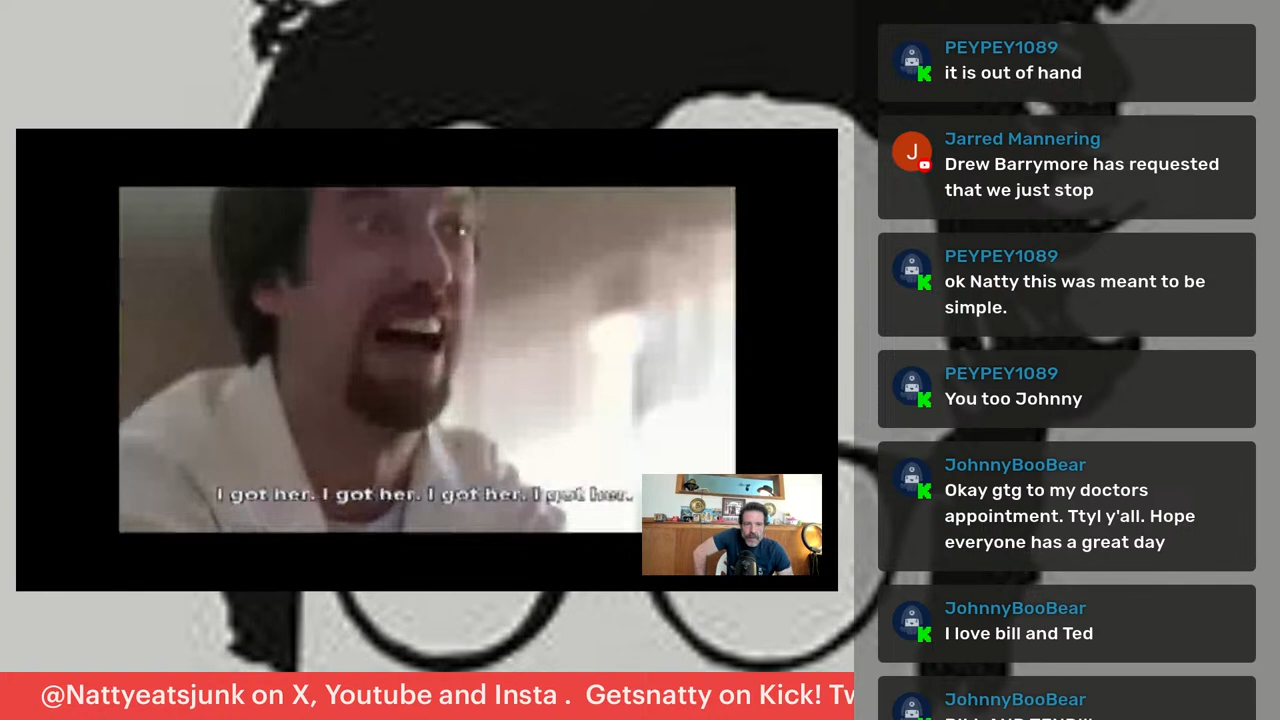 I got her. I got her. I got her. I got her.
@Nattyeatsjunk on X, Youtube and Insta .  Getsnatty on Kick! Tw
PEYPEY1089
it is out of hand
J
Jarred Mannering
Drew Barrymore has requested
that we just stop
PEYPEY1089
ok Natty this was meant to be
simple.
PEYPEY1089
You too Johnny
JohnnyBooBear
Okay gtg to my doctors
appointment. Ttyl y'all. Hope
everyone has a great day
JohnnyBooBear
I love bill and Ted
JohnnyBooBear